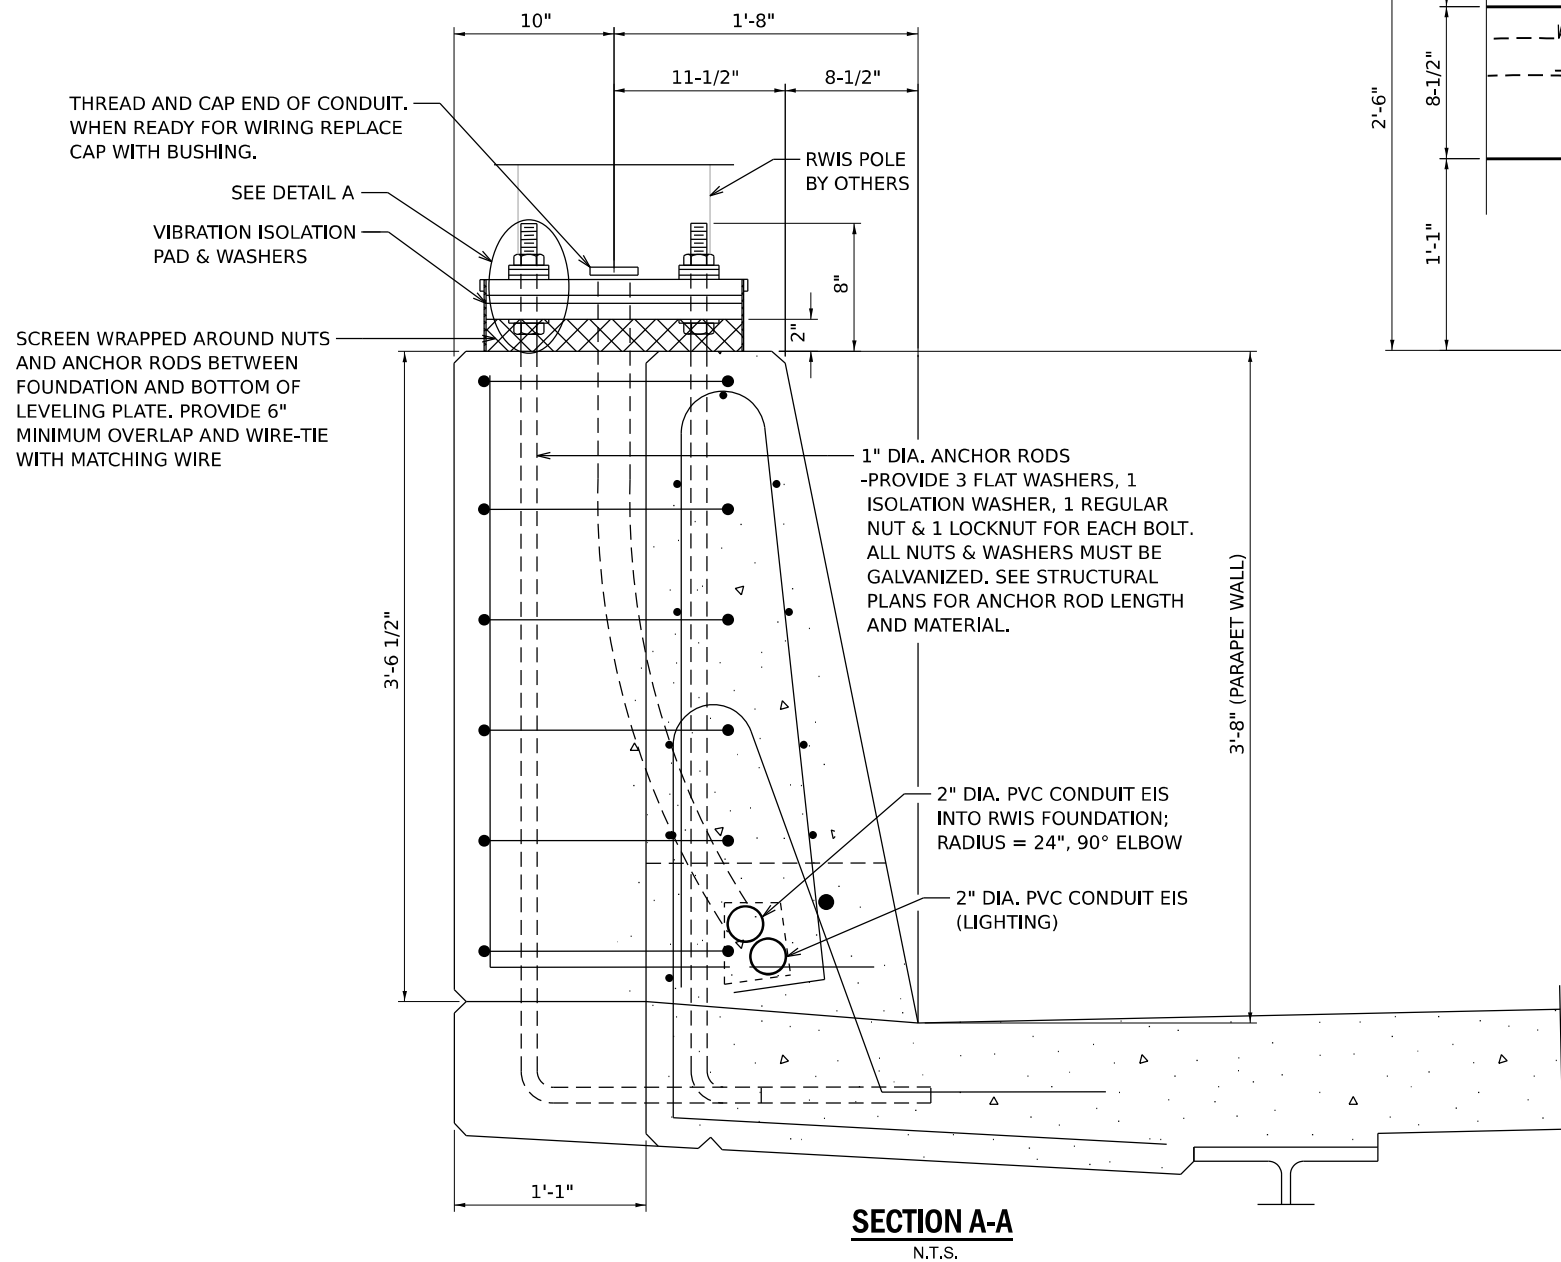 10"
1'-8"
11-1/2"
8-1/2"
THREAD AND CAP END OF CONDUIT.
WHEN READY FOR WIRING REPLACE
CAP WITH BUSHING.
RWIS POLE
BY OTHERS
SEE DETAIL A
VIBRATION ISOLATION
PAD & WASHERS
8"
2"
SCREEN WRAPPED AROUND NUTS
AND ANCHOR RODS BETWEEN
FOUNDATION AND BOTTOM OF
LEVELING PLATE. PROVIDE 6"
MINIMUM OVERLAP AND WIRE-TIE
WITH MATCHING WIRE
2'-6"
8-1/2"
1'-1"
1" DIA. ANCHOR RODS
-PROVIDE 3 FLAT WASHERS, 1
ISOLATION WASHER, 1 REGULAR
NUT & 1 LOCKNUT FOR EACH BOLT.
ALL NUTS & WASHERS MUST BE
GALVANIZED. SEE STRUCTURAL
PLANS FOR ANCHOR ROD LENGTH
AND MATERIAL.
3'-6 1/2"
3'-8" (PARAPET WALL)
2" DIA. PVC CONDUIT EIS
INTO RWIS FOUNDATION;
RADIUS = 24", 90° ELBOW
2" DIA. PVC CONDUIT EIS
(LIGHTING)
1'-1"
SECTION A-A
N.T.S.